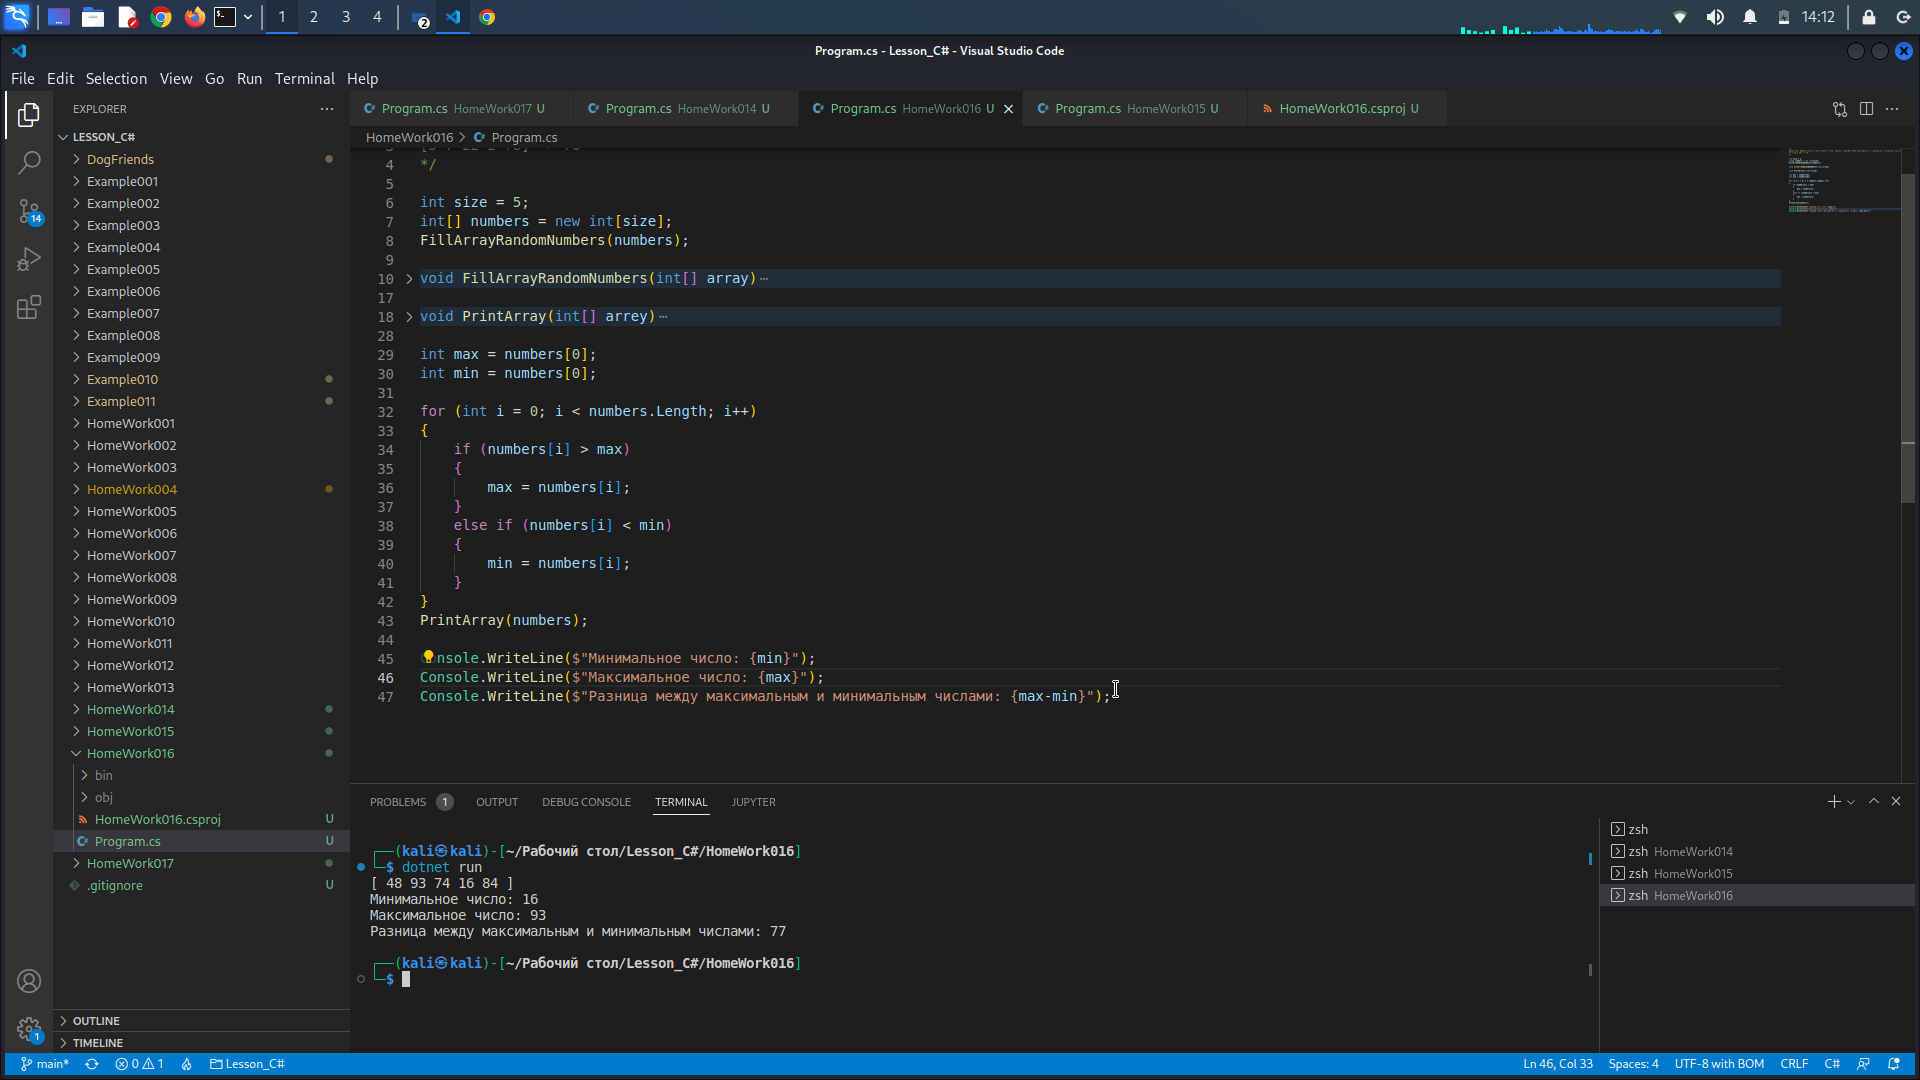 1 2 3 4 2 14:12
Program.cs - Lesson_C# - Visual Studio Code
File Edit Selection View Go Run Terminal Help
EXPLORER
Program.cs HomeWork017 U
Program.cs HomeWork014 U
Program.cs HomeWork016 U
Program.cs HomeWork015 U
HomeWork016.csproj U
HomeWork016 > Program.cs
LESSON_C#
DogFriends
Example001
Example002
Example003
Example004
Example005
Example006
Example007
Example008
Example009
Example010
Example011
HomeWork001
HomeWork002
HomeWork003
HomeWork004
HomeWork005
HomeWork006
HomeWork007
HomeWork008
HomeWork009
HomeWork010
HomeWork011
HomeWork012
HomeWork013
HomeWork014
HomeWork015
HomeWork016
bin
obj
HomeWork016.csproj U
Program.cs U
HomeWork017
.gitignore U
OUTLINE
TIMELINE
14
1
4 */
5
6 int size = 5;
7 int[] numbers = new int[size];
8 FillArrayRandomNumbers(numbers);
9
10 void FillArrayRandomNumbers(int[] array)⋯
17
18 void PrintArray(int[] arrey)⋯
28
29 int max = numbers[0];
30 int min = numbers[0];
31
32 for (int i = 0; i < numbers.Length; i++)
33 {
34 if (numbers[i] > max)
35 {
36 max = numbers[i];
37 }
38 else if (numbers[i] < min)
39 {
40 min = numbers[i];
41 }
42 }
43 PrintArray(numbers);
44
45 Console.WriteLine($"Минимальное число: {min}");
46 Console.WriteLine($"Максимальное число: {max}");
47 Console.WriteLine($"Разница между максимальным и минимальным числами: {max-min}");
PROBLEMS 1 OUTPUT DEBUG CONSOLE TERMINAL JUPYTER
(kali㉿kali)-[~/Рабочий стол/Lesson_C#/HomeWork016]
$ dotnet run
[ 48 93 74 16 84 ]
Минимальное число: 16
Максимальное число: 93
Разница между максимальным и минимальным числами: 77
(kali㉿kali)-[~/Рабочий стол/Lesson_C#/HomeWork016]
$
zsh
zsh HomeWork014
zsh HomeWork015
zsh HomeWork016
main* 0 1 Lesson_C# Ln 46, Col 33 Spaces: 4 UTF-8 with BOM CRLF C#